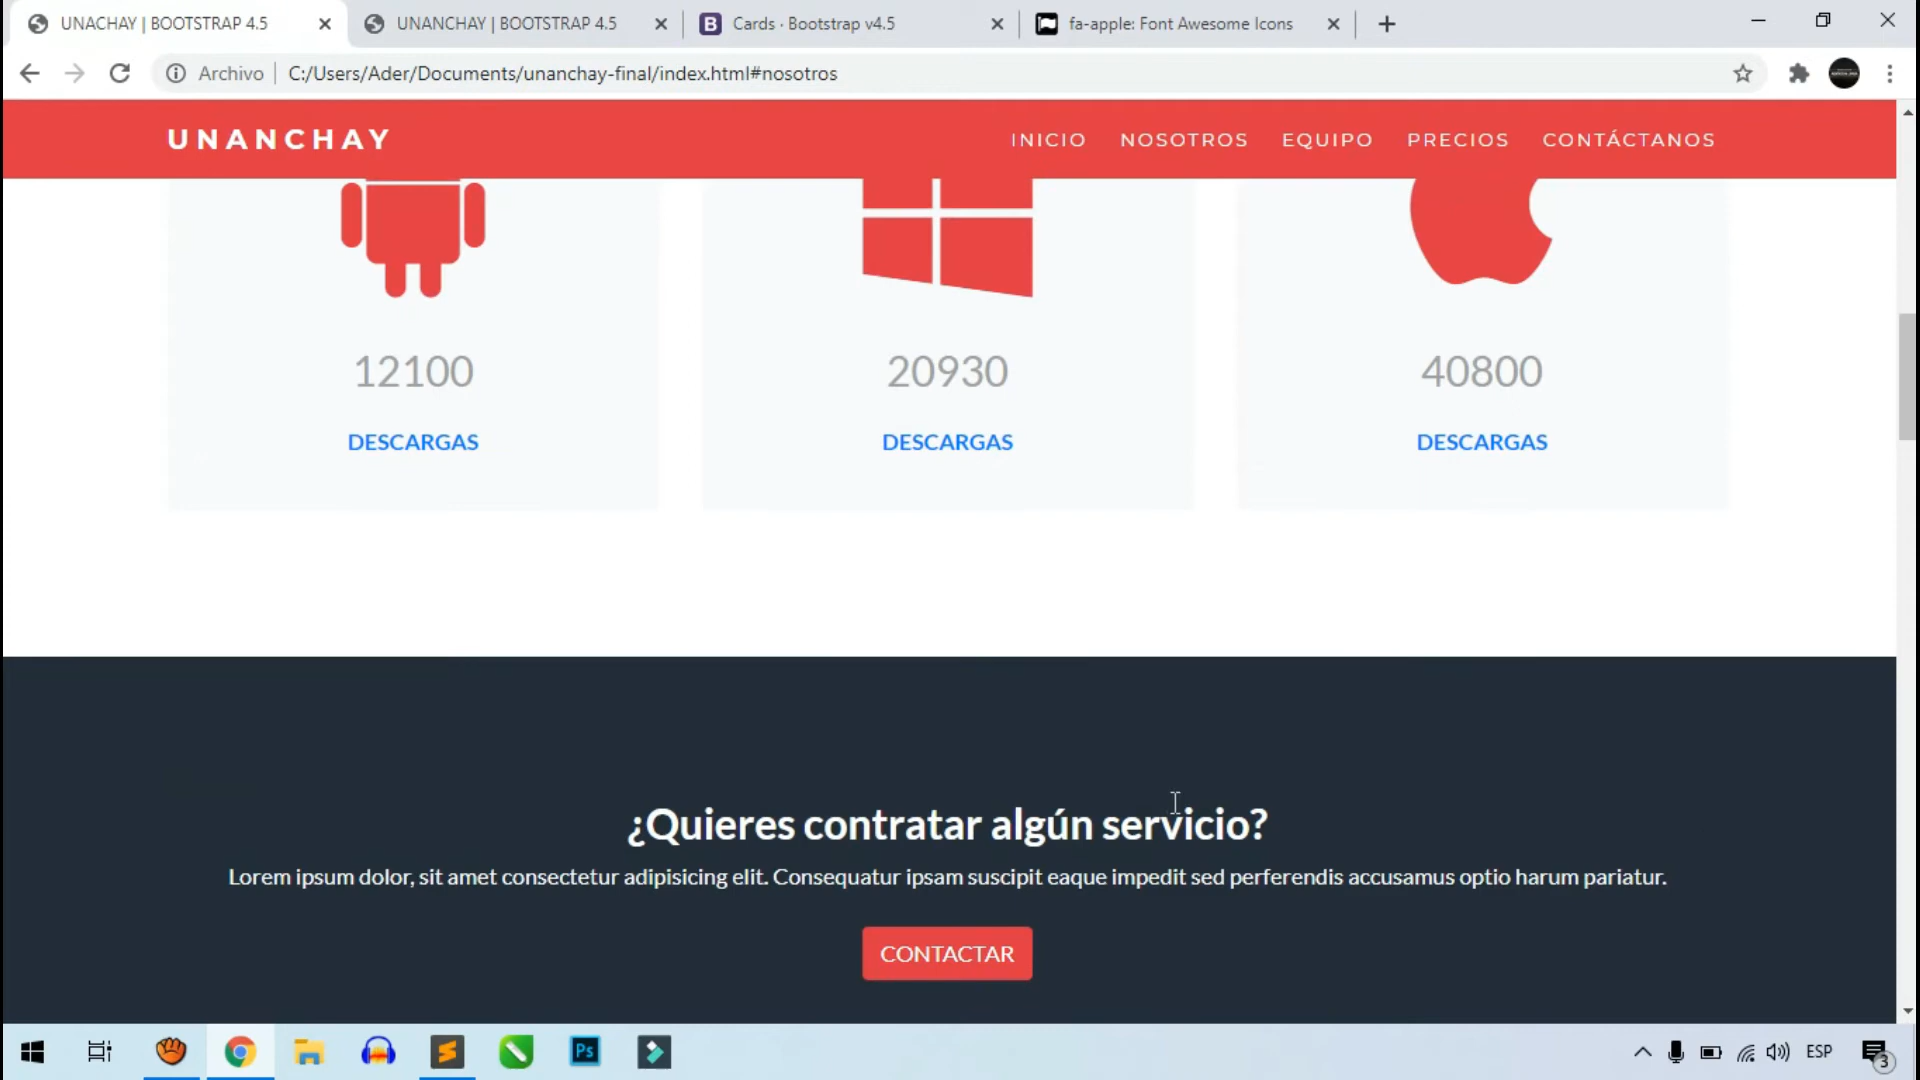 UNACHAY | BOOTSTRAP 4.5
UNANCHAY | BOOTSTRAP 4.5
Cards · Bootstrap v4.5
fa-apple: Font Awesome Icons
Archivo
C:/Users/Ader/Documents/unanchay-final/index.html#nosotros
UNANCHAY
INICIO
NOSOTROS
EQUIPO
PRECIOS
CONTÁCTANOS
12100
20930
40800
DESCARGAS
DESCARGAS
DESCARGAS
¿Quieres contratar algún servicio?
Lorem ipsum dolor, sit amet consectetur adipisicing elit. Consequatur ipsam suscipit eaque impedit sed perferendis accusamus optio harum pariatur.
CONTACTAR
Ps
ESP
3